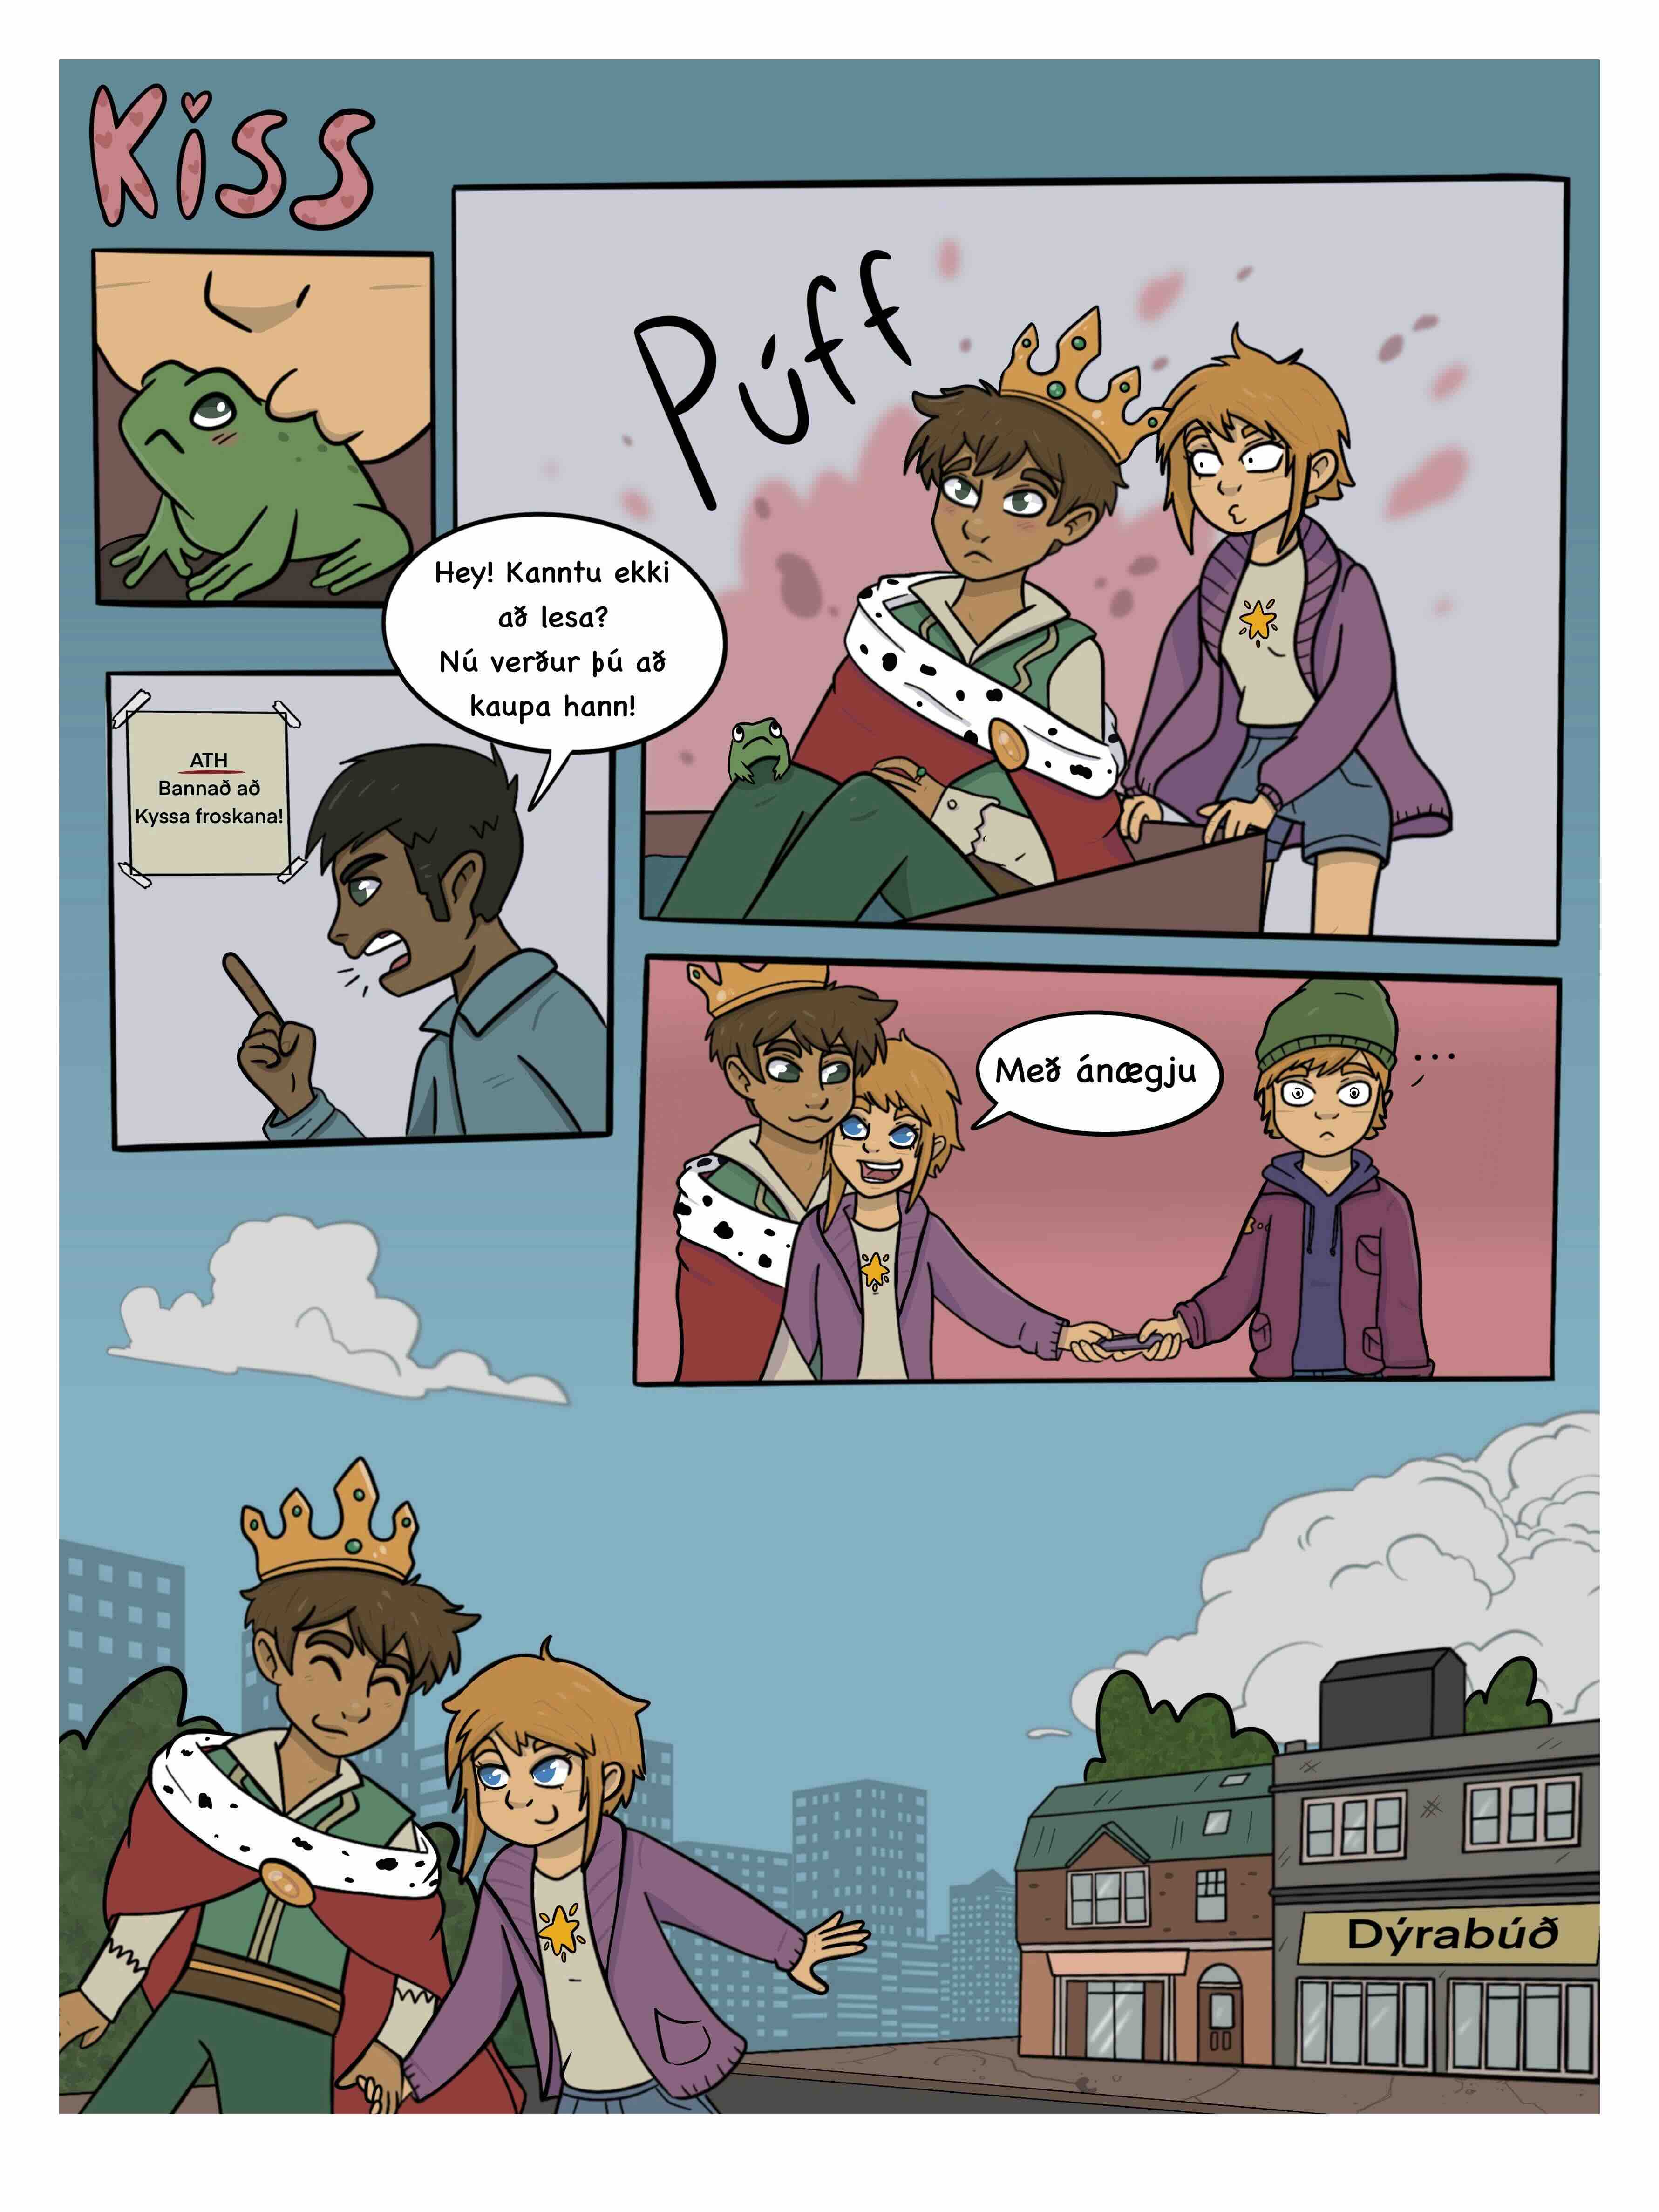 Kiss
Púff
Hey! Kanntu ekki
að lesa?
Nú verður þú að
kaupa hann!
ATH
Bannað að
Kyssa froskana!
Með ánægju
...
Dýrabúð